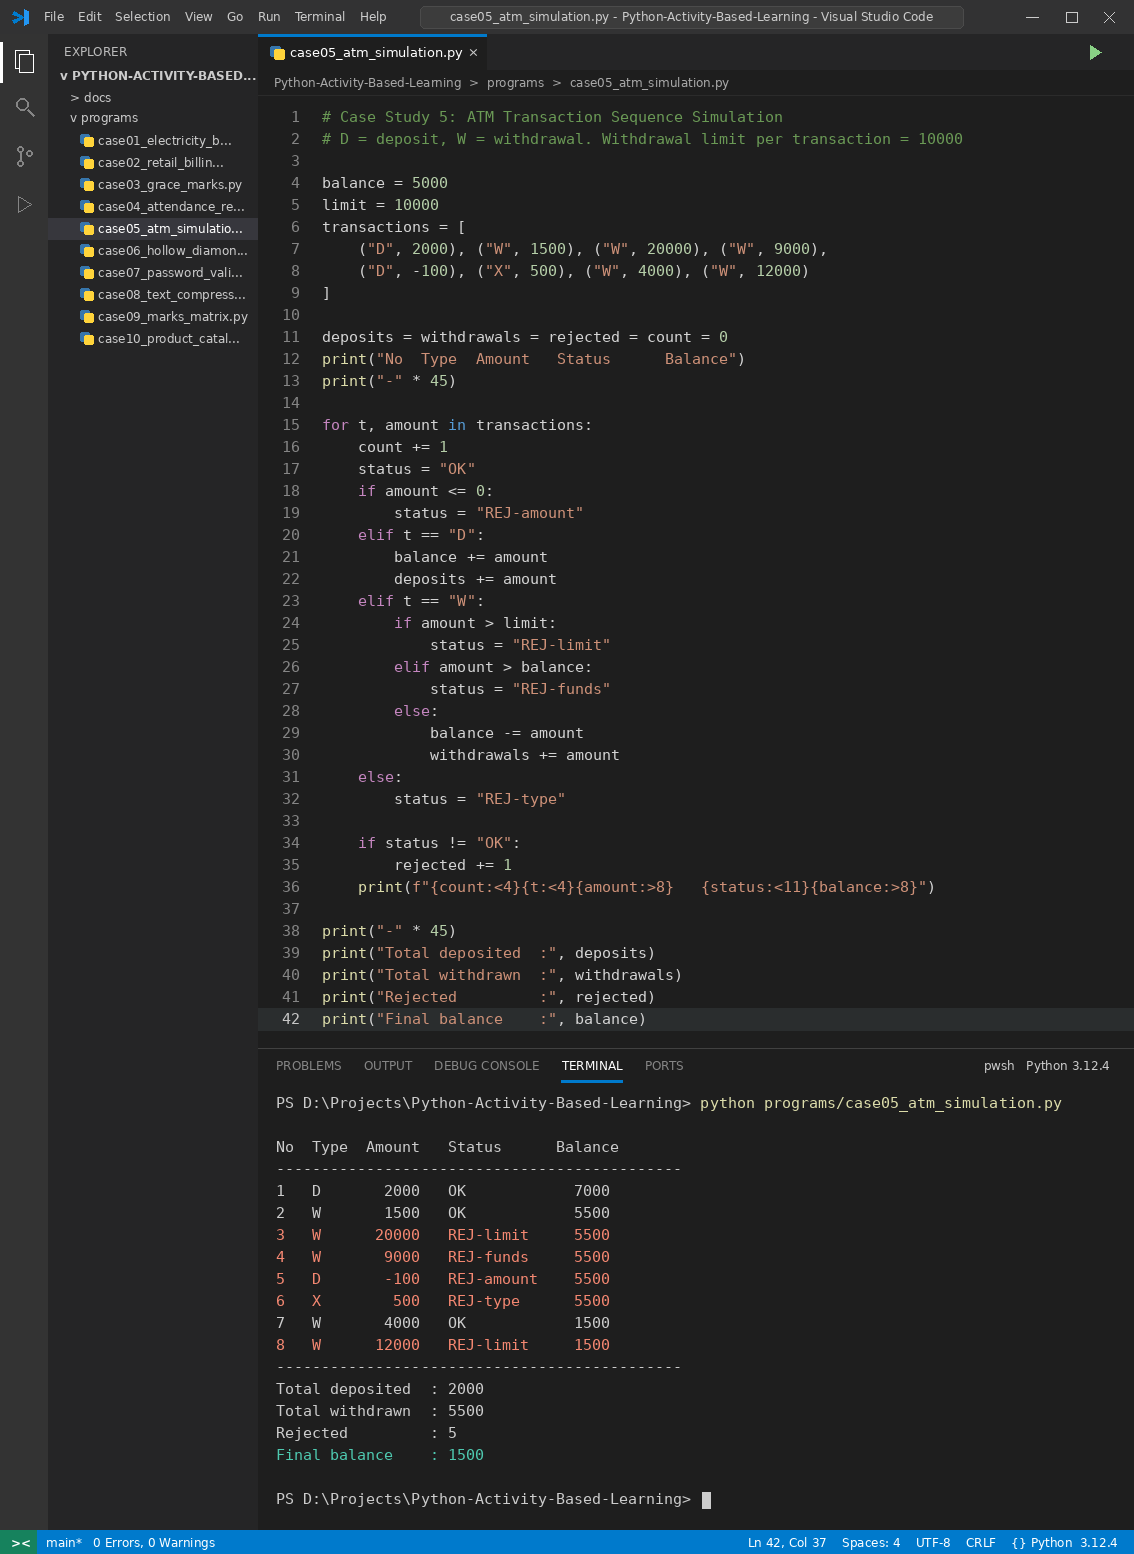 File Edit Selection View Go Run Terminal Help case05_atm_simulation.py - Python-Activity-Based-Learning - Visual Studio Code
EXPLORER
v PYTHON-ACTIVITY-BASED...
> docs
v programs
case01_electricity_b...
case02_retail_billin...
case03_grace_marks.py
case04_attendance_re...
case05_atm_simulatio...
case06_hollow_diamon...
case07_password_vali...
case08_text_compress...
case09_marks_matrix.py
case10_product_catal...
case05_atm_simulation.py ×
Python-Activity-Based-Learning > programs > case05_atm_simulation.py
1 # Case Study 5: ATM Transaction Sequence Simulation
2 # D = deposit, W = withdrawal. Withdrawal limit per transaction = 10000
3
4 balance = 5000
5 limit = 10000
6 transactions = [
7     ("D", 2000), ("W", 1500), ("W", 20000), ("W", 9000),
8     ("D", -100), ("X", 500), ("W", 4000), ("W", 12000)
9 ]
10
11 deposits = withdrawals = rejected = count = 0
12 print("No  Type  Amount   Status      Balance")
13 print("-" * 45)
14
15 for t, amount in transactions:
16     count += 1
17     status = "OK"
18     if amount <= 0:
19         status = "REJ-amount"
20     elif t == "D":
21         balance += amount
22         deposits += amount
23     elif t == "W":
24         if amount > limit:
25             status = "REJ-limit"
26         elif amount > balance:
27             status = "REJ-funds"
28         else:
29             balance -= amount
30             withdrawals += amount
31     else:
32         status = "REJ-type"
33
34     if status != "OK":
35         rejected += 1
36     print(f"{count:<4}{t:<4}{amount:>8}   {status:<11}{balance:>8}")
37
38 print("-" * 45)
39 print("Total deposited  :", deposits)
40 print("Total withdrawn  :", withdrawals)
41 print("Rejected         :", rejected)
42 print("Final balance    :", balance)
PROBLEMS OUTPUT DEBUG CONSOLE TERMINAL PORTS pwsh Python 3.12.4
PS D:\Projects\Python-Activity-Based-Learning> python programs/case05_atm_simulation.py
No  Type  Amount   Status      Balance
---------------------------------------------
1   D       2000   OK            7000
2   W       1500   OK            5500
3   W      20000   REJ-limit     5500
4   W       9000   REJ-funds     5500
5   D       -100   REJ-amount    5500
6   X        500   REJ-type      5500
7   W       4000   OK            1500
8   W      12000   REJ-limit     1500
---------------------------------------------
Total deposited  : 2000
Total withdrawn  : 5500
Rejected         : 5
Final balance    : 1500
PS D:\Projects\Python-Activity-Based-Learning>
>< main* 0 Errors, 0 Warnings Ln 42, Col 37 Spaces: 4 UTF-8 CRLF {} Python 3.12.4